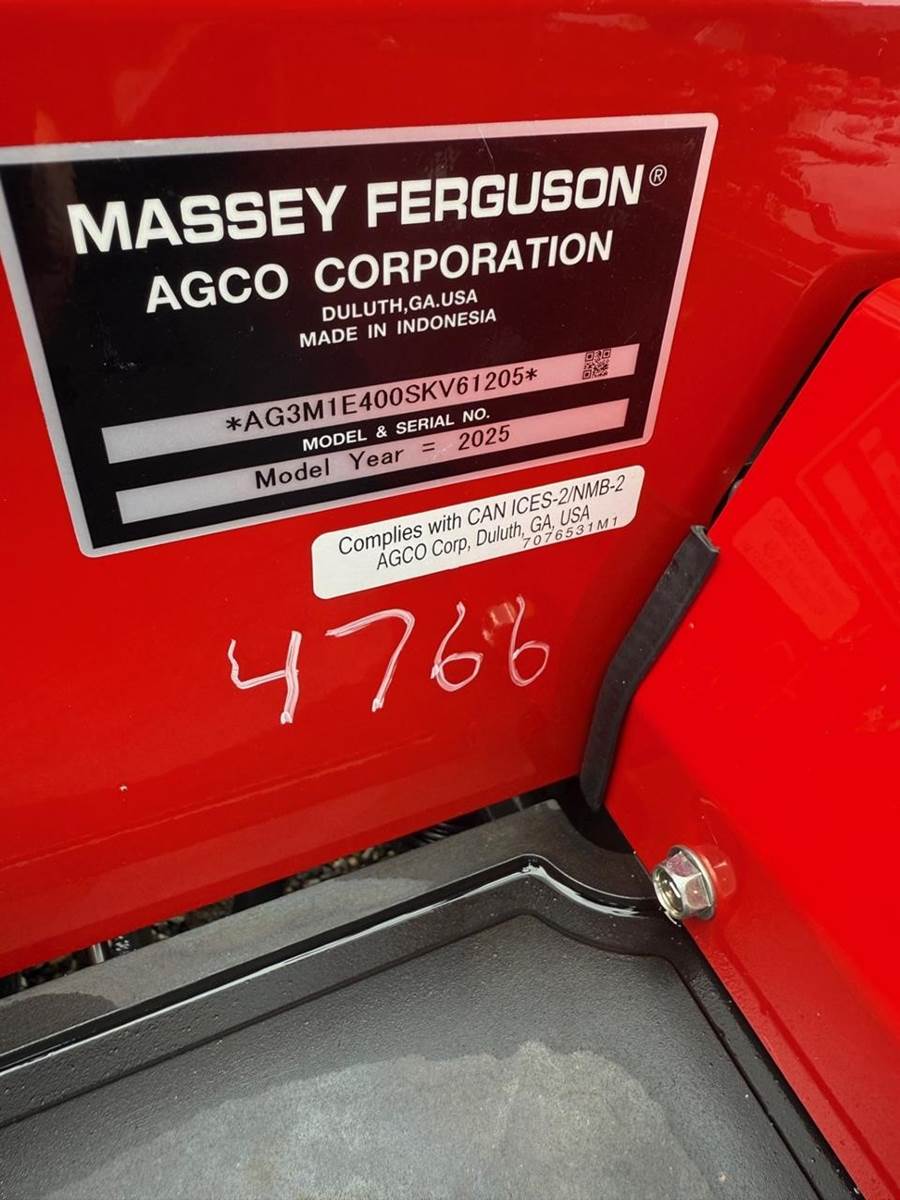 MASSEY FERGUSON®
AGCO CORPORATION
DULUTH,GA.USA
MADE IN INDONESIA
*AG3M1E400SKV61205*
MODEL & SERIAL NO.
Model Year = 2025
Complies with CAN ICES-2/NMB-2
AGCO Corp, Duluth, GA, USA
7076531M1
4766